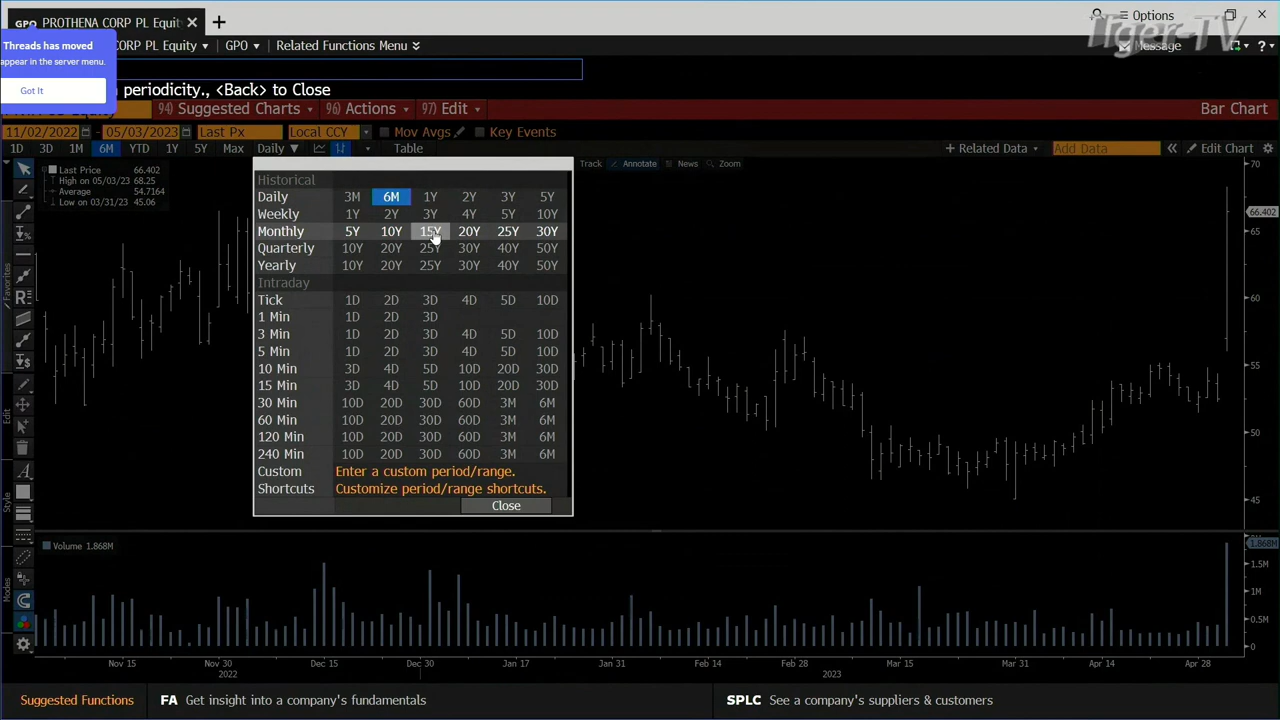 GPO PROTHENA CORP PL Equit
Options
Tiger-TV
Threads has moved
appear in the server menu.
Got It
CORP PL Equity
GPO
Related Functions Menu
Message
?
periodicity., <Back> to Close
94) Suggested Charts
96) Actions
97) Edit
Bar Chart
11/02/2022 - 05/03/2023 Last Px Local CCY Mov Avgs Key Events
1D 3D 1M 6M YTD 1Y 5Y Max Daily Table
+ Related Data Add Data « Edit Chart
Track Annotate News Zoom
Last Price 66.402
High on 05/03/23 68.25
Average 54.7164
Low on 03/31/23 45.06
Historical
Daily 3M 6M 1Y 2Y 3Y 5Y
Weekly 1Y 2Y 3Y 4Y 5Y 10Y
Monthly 5Y 10Y 15Y 20Y 25Y 30Y
Quarterly 10Y 20Y 25Y 30Y 40Y 50Y
Yearly 10Y 20Y 25Y 30Y 40Y 50Y
Intraday
Tick 1D 2D 3D 4D 5D 10D
1 Min 1D 2D 3D
3 Min 1D 2D 3D 4D 5D 10D
5 Min 1D 2D 3D 4D 5D 10D
10 Min 3D 4D 5D 10D 20D 30D
15 Min 3D 4D 5D 10D 20D 30D
30 Min 10D 20D 30D 60D 3M 6M
60 Min 10D 20D 30D 60D 3M 6M
120 Min 10D 20D 30D 60D 3M 6M
240 Min 10D 20D 30D 60D 3M 6M
Custom Enter a custom period/range.
Shortcuts Customize period/range shortcuts.
Close
70
66.402
65
60
55
50
45
Favorites
Edit
Style
Modes
Volume 1.868M
1.868M
1.5M
1M
0.5M
0
Nov 15 Nov 30 Dec 15 Dec 30 Jan 17 Jan 31 Feb 14 Feb 28 Mar 15 Mar 31 Apr 14 Apr 28
2022 2023
Suggested Functions FA Get insight into a company's fundamentals SPLC See a company's suppliers & customers